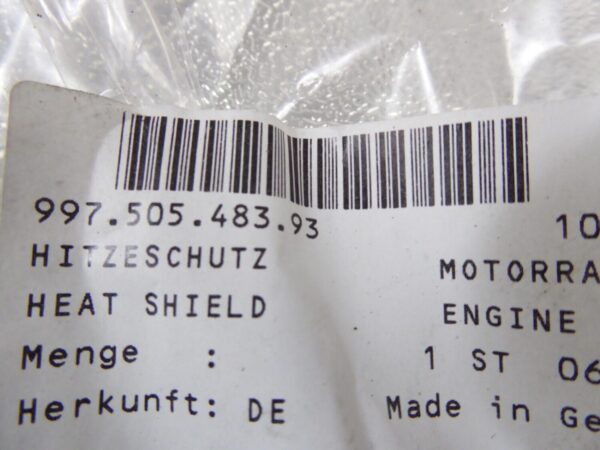 997.505.483.93 10
HITZESCHUTZ MOTORRA
HEAT SHIELD ENGINE
Menge : 1 ST 06
Herkunft: DE Made in Ge